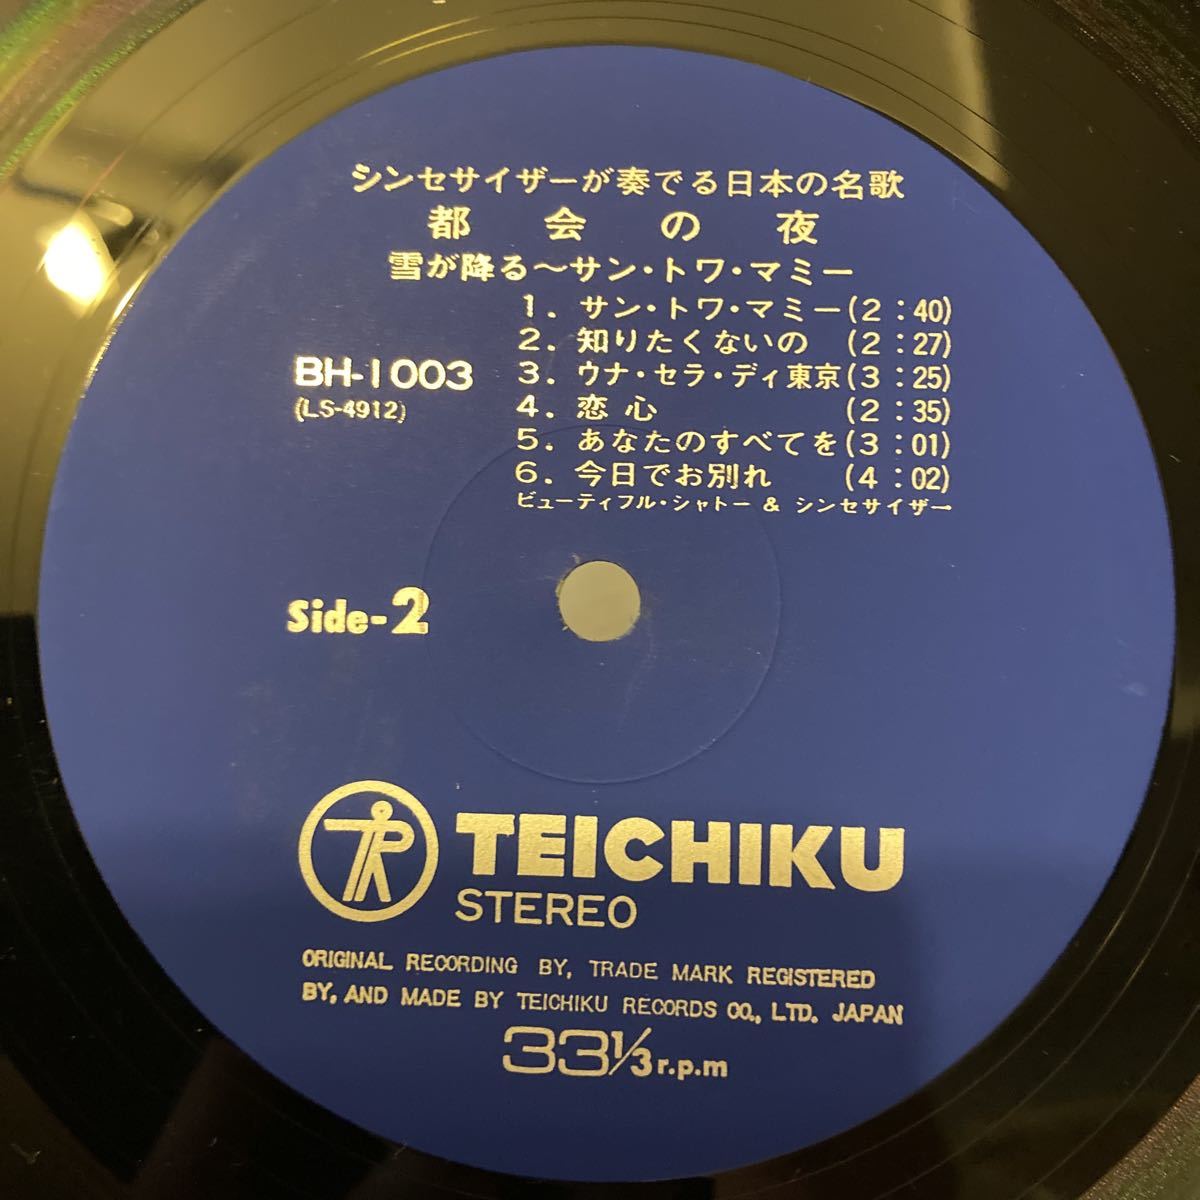 シンセサイザーが奏でる日本の名歌
都会の夜
雪が降る〜サン・トワ・マミー
1. サン・トワ・マミー(2:40)
2. 知りたくないの (2:27)
3. ウナ・セラ・ディ東京(3:25)
4. 恋心 (2:35)
5. あなたのすべてを(3:01)
6. 今日でお別れ (4:02)
ビューティフル・シャトー & シンセサイザー
BH-1003
(LS-4912)
Side-2
TR
TEICHIKU
STEREO
ORIGINAL RECORDING BY, TRADE MARK REGISTERED
BY, AND MADE BY TEICHIKU RECORDS CO., LTD. JAPAN
33 1/3 r.p.m